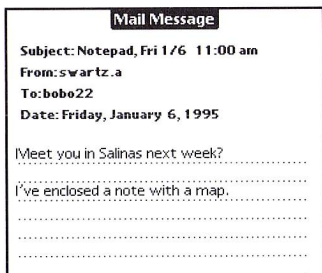 Mail Message
Subject: Notepad, Fri 1/6 11:00 am
From: swartz.a
To: bobo22
Date: Friday, January 6, 1995
Meet you in Salinas next week?
I've enclosed a note with a map.